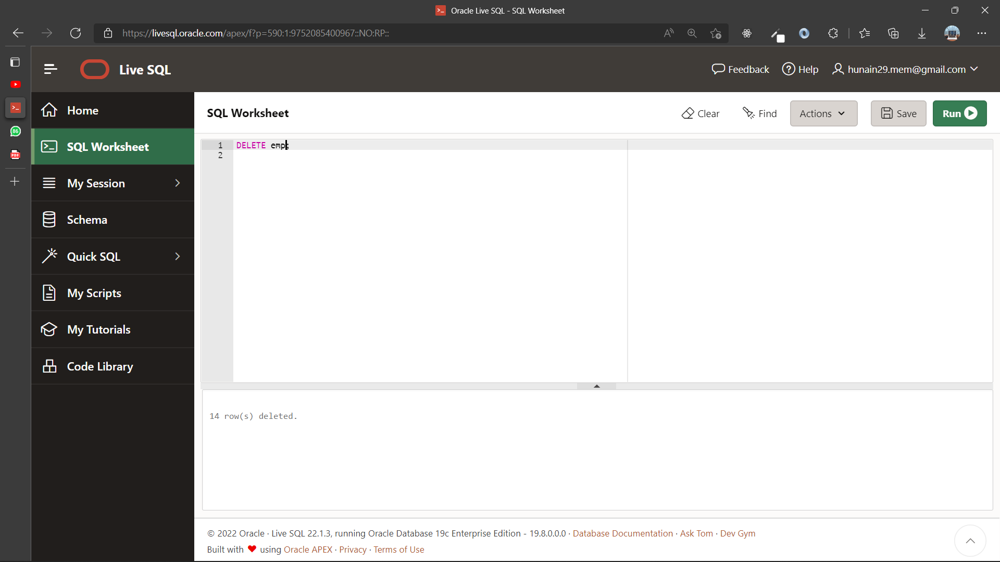 Oracle Live SQL - SQL Worksheet
https://livesql.oracle.com/apex/f?p=590:1:9752085400967::NO:RP::
Live SQL
Feedback
Help
hunain29.mem@gmail.com
Home
SQL Worksheet
86
PDF
My Session
Schema
Quick SQL
My Scripts
My Tutorials
Code Library
SQL Worksheet
Clear
Find
Actions
Save
Run
1 DELETE emp;
2
14 row(s) deleted.
© 2022 Oracle · Live SQL 22.1.3, running Oracle Database 19c Enterprise Edition - 19.8.0.0.0 · Database Documentation · Ask Tom · Dev Gym
Built with ❤ using Oracle APEX · Privacy · Terms of Use